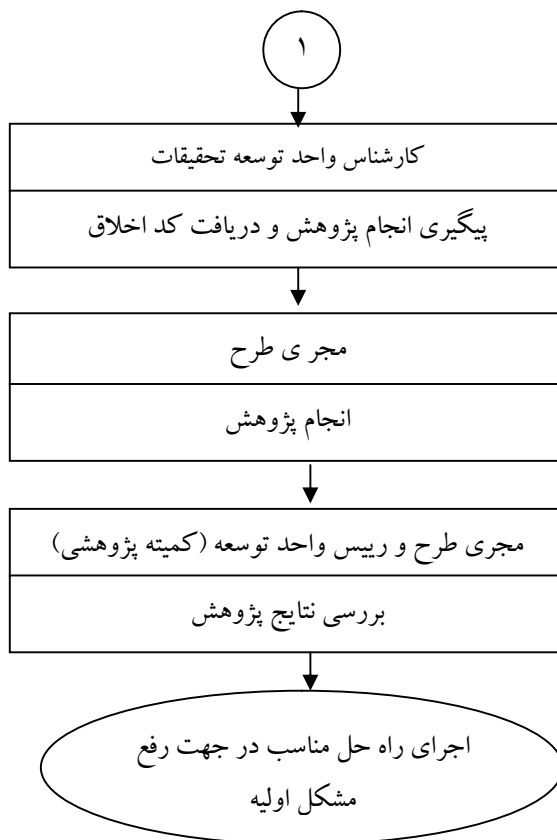 ۱
کارشناس واحد توسعه تحقیقات
پیگیری انجام پژوهش و دریافت کد اخلاق
مجر ی طرح
انجام پژوهش
مجری طرح و رییس واحد توسعه (کمیته پژوهشی)
بررسی نتایج پژوهش
اجرای راه حل مناسب در جهت رفع
مشکل اولیه